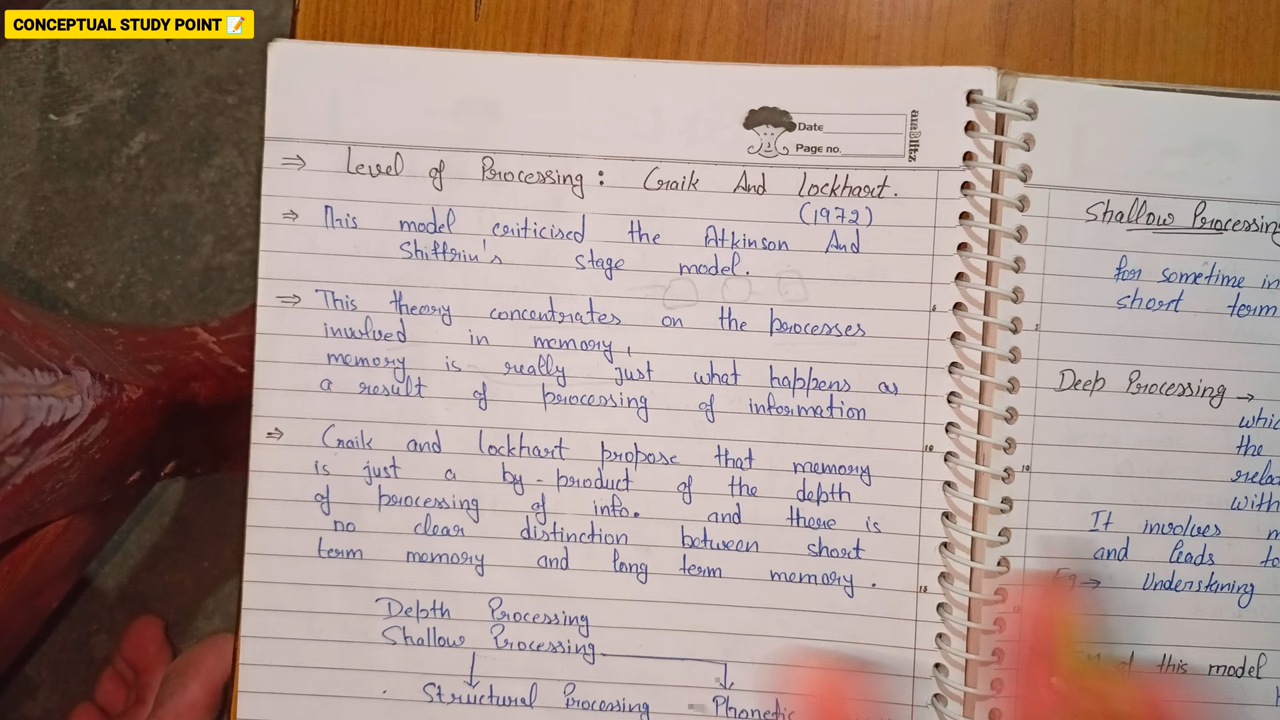 CONCEPTUAL STUDY POINT 📝
Date
Page no.
anBlitz
⇒ Level of Processing : Craik And Lockhart.
(1972)
⇒ This model criticised the Atkinson And
Shiffrin's stage model.
⇒ This theory concentrates on the processes
involved in memory,
memory is really just what happens as
a result of processing of information
⇒ Craik and Lockhart propose that memory
is just a by-product of the depth
of processing of info. and there is
no clear distinction between short
term memory and long term memory.
Depth Processing
Shallow Processing
Structural Processing Phonetic
Shallow Processing
for sometime in
short term
Deep Processing →
the
with
It involves
and leads to
Eg → Understaning
of this model